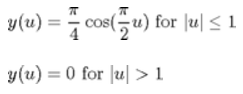 y(u) = π/4 cos(π/2 u) for |u| ≤ 1
y(u) = 0 for |u| > 1